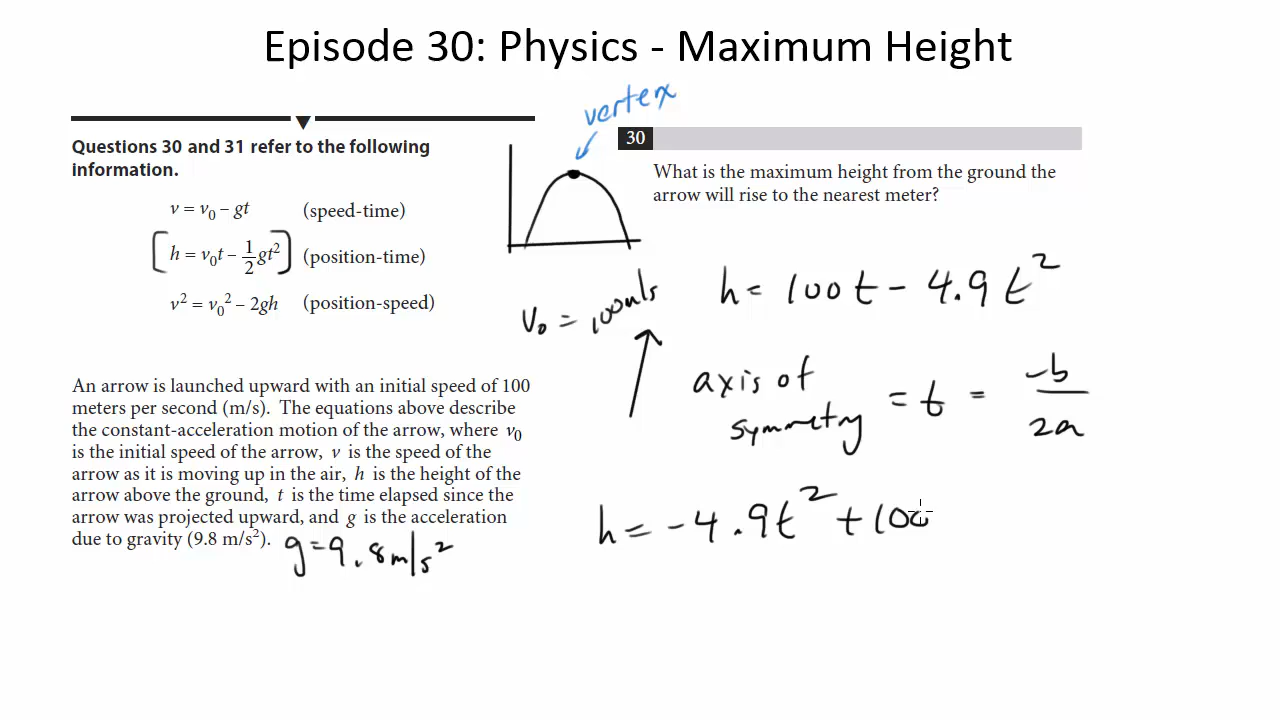 Episode 30: Physics - Maximum Height
Questions 30 and 31 refer to the following
information.
v = v₀ – gt (speed-time)
h = v₀t – 1/2 gt² (position-time)
v² = v₀² – 2gh (position-speed)
An arrow is launched upward with an initial speed of 100
meters per second (m/s). The equations above describe
the constant-acceleration motion of the arrow, where v₀
is the initial speed of the arrow, v is the speed of the
arrow as it is moving up in the air, h is the height of the
arrow above the ground, t is the time elapsed since the
arrow was projected upward, and g is the acceleration
due to gravity (9.8 m/s²).
g=9.8m/s²
vertex
v₀ = 100m/s
30
What is the maximum height from the ground the
arrow will rise to the nearest meter?
h= 100t - 4.9t²
axis of
symmetry = t = -b/2a
h= -4.9t² +100